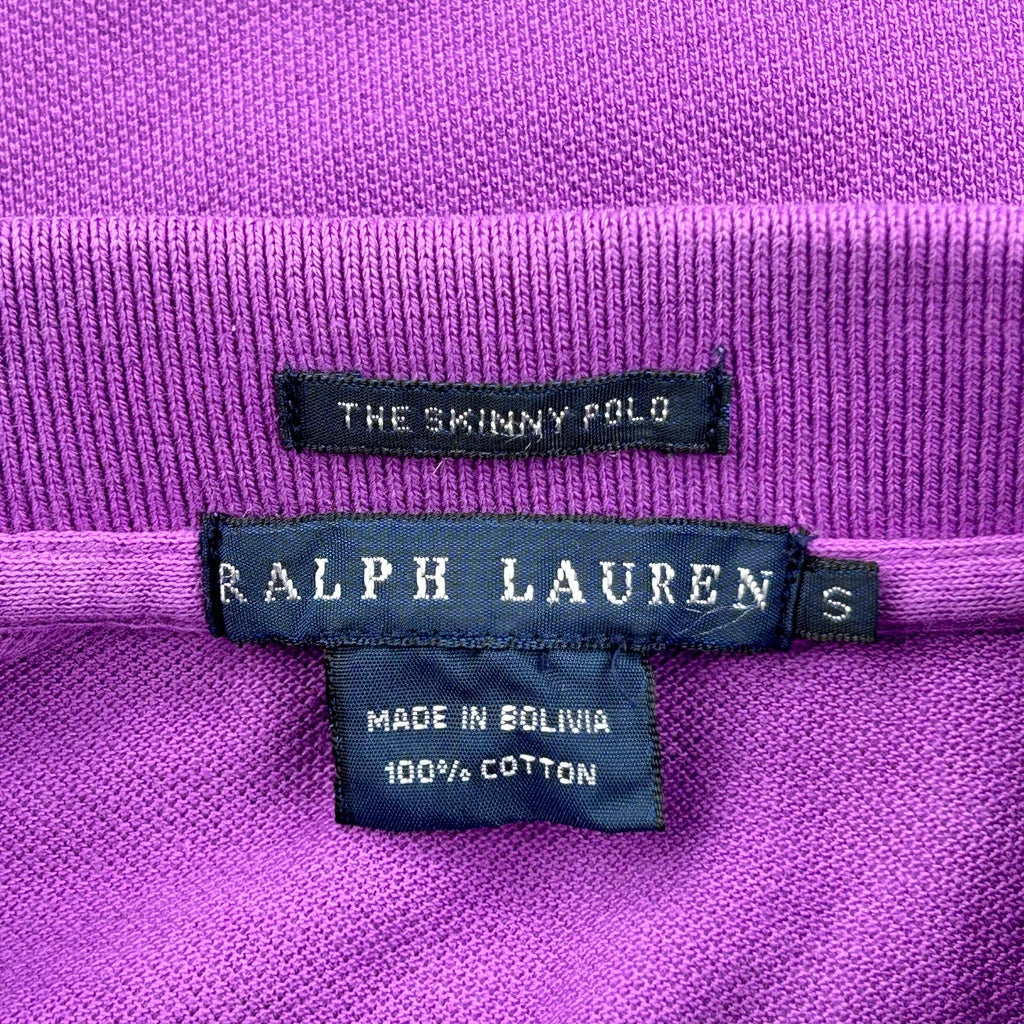 THE SKINNY POLO
RALPH LAUREN
S
MADE IN BOLIVIA
100% COTTON